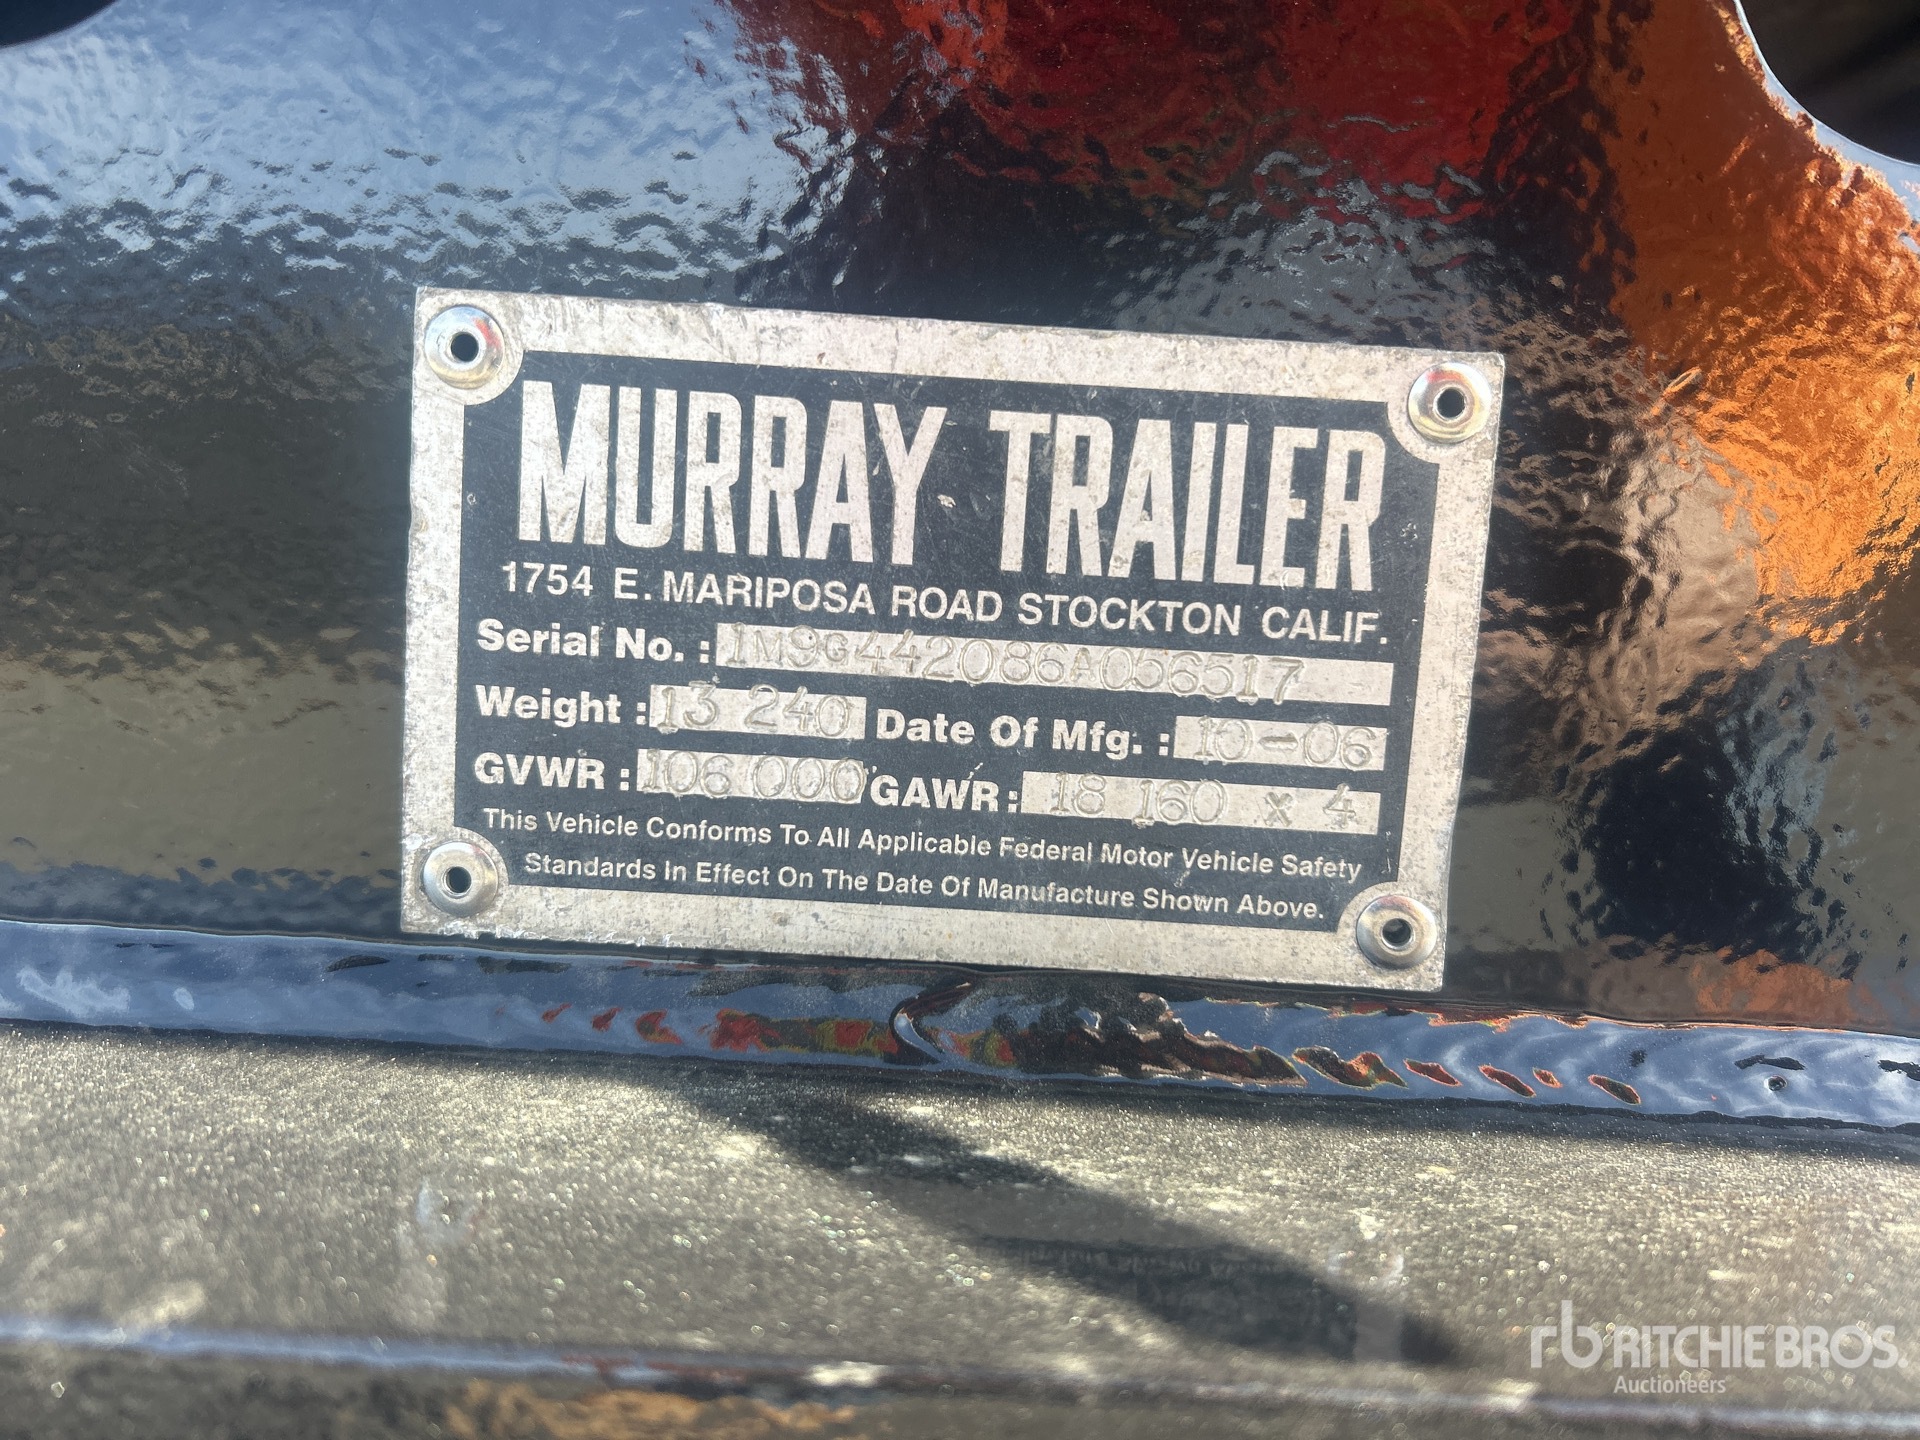 MURRAY TRAILER
1754 E. MARIPOSA ROAD STOCKTON CALIF.
Serial No. : 1M9G442086A056517
Weight : 13 240 Date Of Mfg. : 10-06
GVWR : 106 000 GAWR : 18 160 x 4
This Vehicle Conforms To All Applicable Federal Motor Vehicle Safety
Standards In Effect On The Date Of Manufacture Shown Above.
rb RITCHIE BROS.
Auctioneers